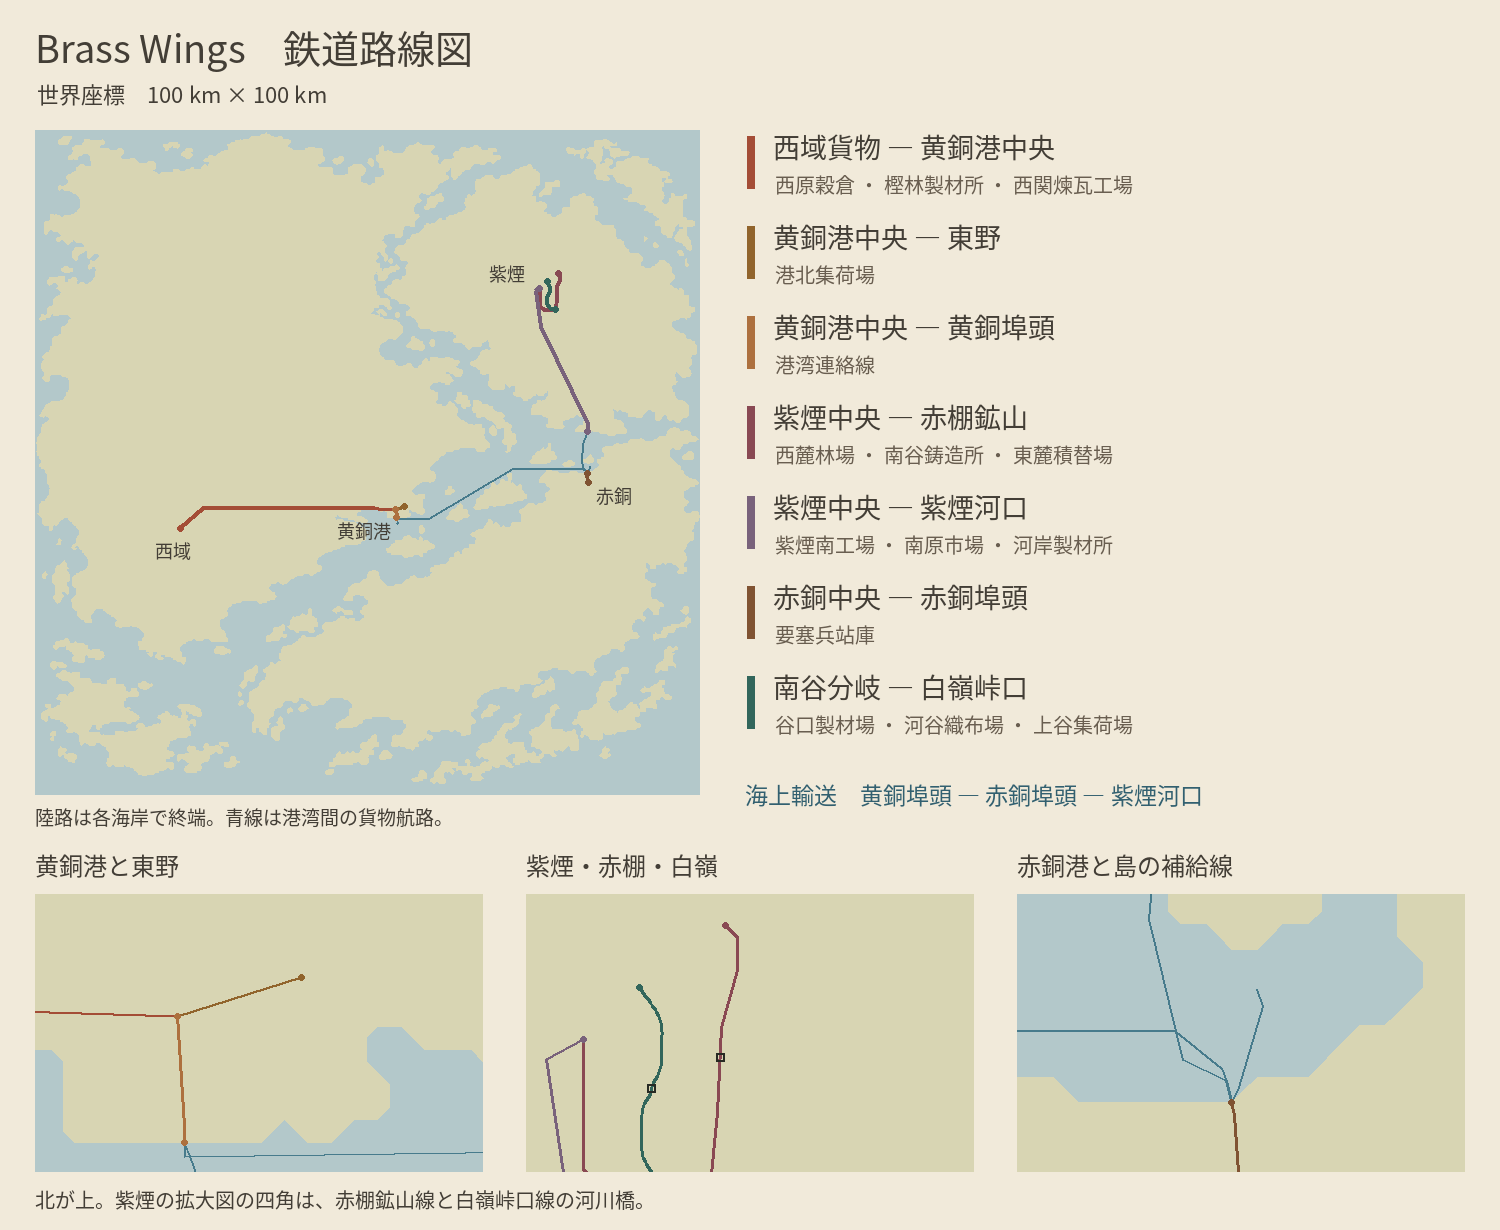 Brass Wings　鉄道路線図
世界座標　100 km × 100 km
紫煙
赤銅
黄銅港
西域
西域貨物 — 黄銅港中央
西原穀倉 ・ 樫林製材所 ・ 西関煉瓦工場
黄銅港中央 — 東野
港北集荷場
黄銅港中央 — 黄銅埠頭
港湾連絡線
紫煙中央 — 赤棚鉱山
西麓林場 ・ 南谷鋳造所 ・ 東麓積替場
紫煙中央 — 紫煙河口
紫煙南工場 ・ 南原市場 ・ 河岸製材所
赤銅中央 — 赤銅埠頭
要塞兵站庫
南谷分岐 — 白嶺峠口
谷口製材場 ・ 河谷織布場 ・ 上谷集荷場
海上輸送　黄銅埠頭 — 赤銅埠頭 — 紫煙河口
陸路は各海岸で終端。青線は港湾間の貨物航路。
黄銅港と東野
紫煙・赤棚・白嶺
赤銅港と島の補給線
北が上。紫煙の拡大図の四角は、赤棚鉱山線と白嶺峠口線の河川橋。